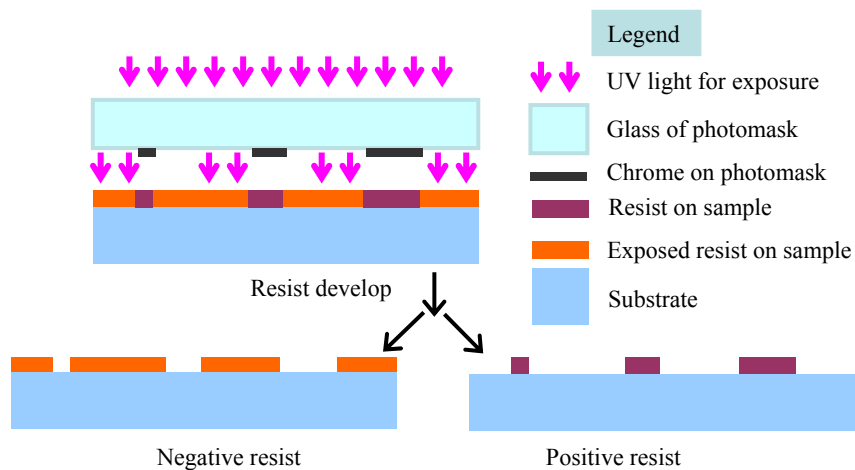 Legend
UV light for exposure
Glass of photomask
Chrome on photomask
Resist on sample
Exposed resist on sample
Substrate
Resist develop
Negative resist
Positive resist